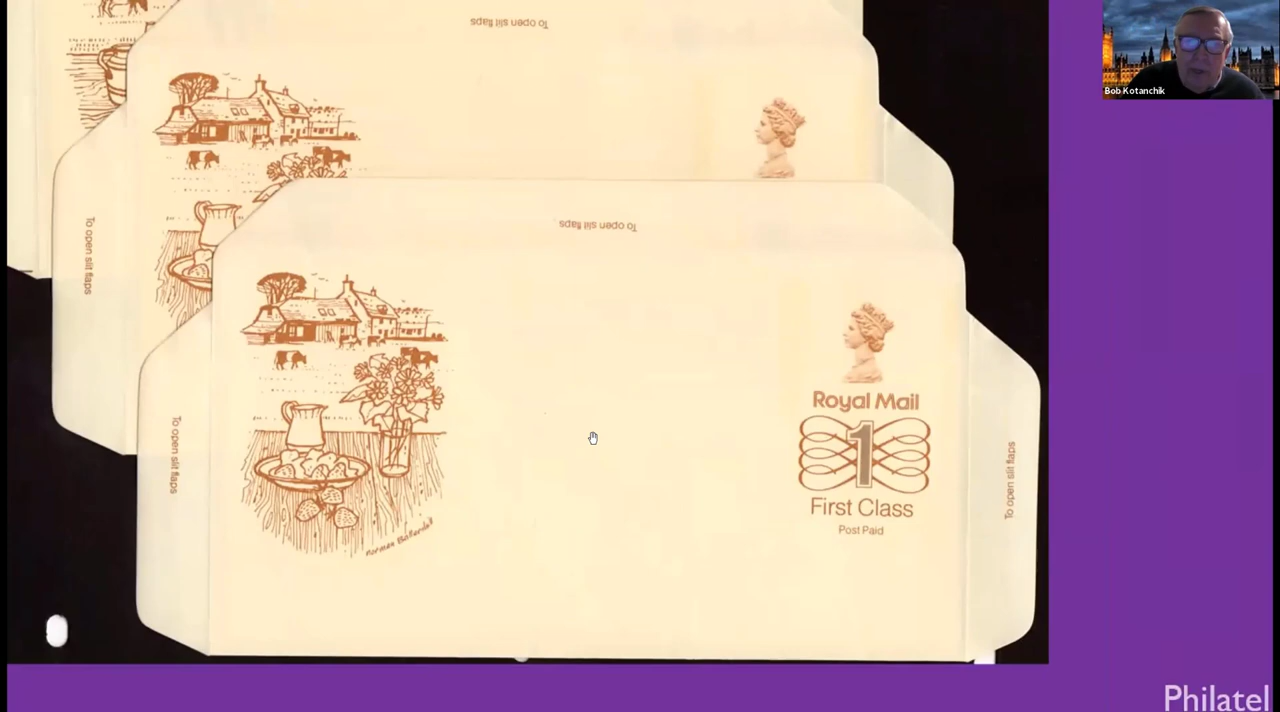 To open slit flaps
Bob Kotanchik
To open slit flaps
To open slit flaps
Royal Mail
1
First Class
Post Paid
To open slit flaps
To open slit flaps
Philatel